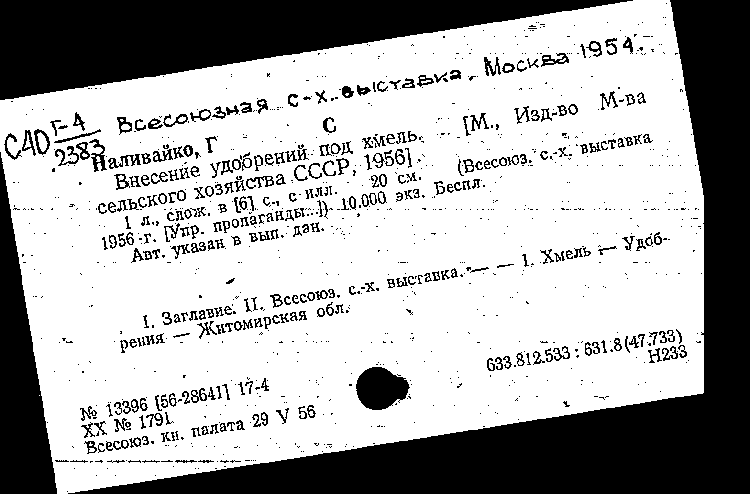 Всесоюзная с-х. выставка. Москва 1954.
САО Г-4
2383
С
Наливайко, Г
Внесение удобрений под хмель. [М., Изд-во М-ва
сельского хозяйства СССР, 1956].
1 л., слож. в [6] с., с илл. 20 см. (Всесоюз. с.-х. выставка
1956 г. [Упр. пропаганды...]). 10.000 экз. Беспл.
Авт. указан в вып. дан.
I. Заглавие. II. Всесоюз. с.-х. выставка. — — 1. Хмель — Удоб-
рения — Житомирская обл.
633.812.533 : 631.8(47.733)
Н233
№ 13396 [56-28641] 17-4
XX № 1791
Всесоюз. кн. палата 29 V 56